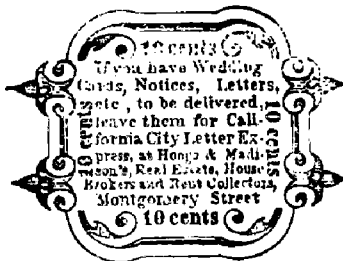 10 cents
If you have Wedding
Cards, Notices, Letters,
etc, to be delivered,
leave them for Cali-
fornia City Letter Ex-
press, at Hongs & Madi-
son's, Real Estate, House
Brokers and Rent Collectors,
Montgomery Street
10 cents
10 cents
10 cents